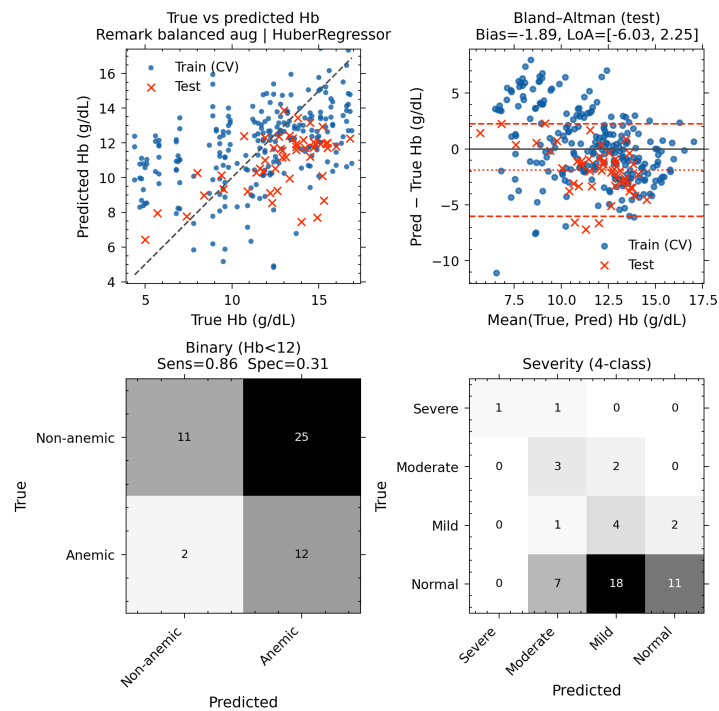 True vs predicted Hb
Remark balanced aug | HuberRegressor
16
14
12
10
8
6
4
5
10
15
Predicted Hb (g/dL)
True Hb (g/dL)
Train (CV)
Test
Bland–Altman (test)
Bias=-1.89, LoA=[-6.03, 2.25]
5
0
−5
−10
7.5
10.0
12.5
15.0
17.5
Pred − True Hb (g/dL)
Mean(True, Pred) Hb (g/dL)
Train (CV)
Test
Binary (Hb<12)
Sens=0.86 Spec=0.31
Non-anemic
Anemic
11
25
2
12
True
Non-anemic
Anemic
Predicted
Severity (4-class)
Severe
Moderate
Mild
Normal
1
1
0
0
0
3
2
0
0
1
4
2
0
7
18
11
True
Severe
Moderate
Mild
Normal
Predicted